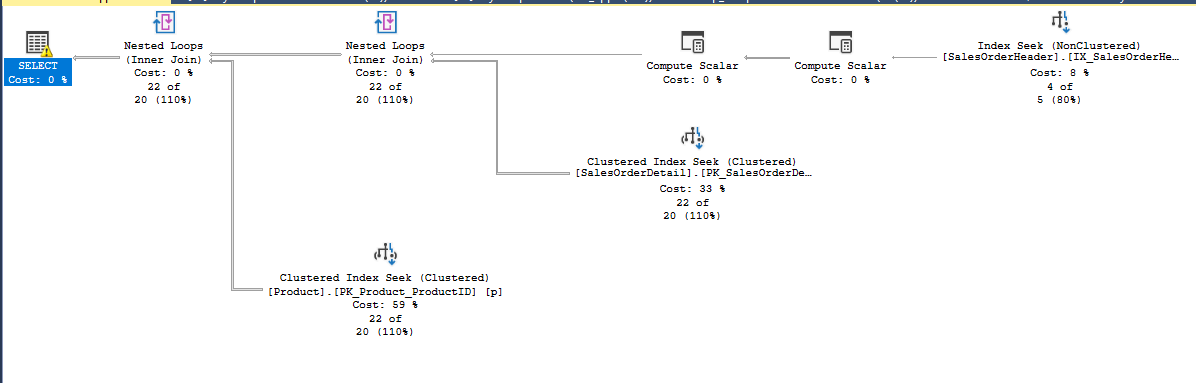 SELECT
Cost: 0 %
Nested Loops
(Inner Join)
Cost: 0 %
22 of
20 (110%)
Nested Loops
(Inner Join)
Cost: 0 %
22 of
20 (110%)
Compute Scalar
Cost: 0 %
Compute Scalar
Cost: 0 %
Index Seek (NonClustered)
[SalesOrderHeader].[IX_SalesOrderHe…
Cost: 8 %
4 of
5 (80%)
Clustered Index Seek (Clustered)
[SalesOrderDetail].[PK_SalesOrderDe…
Cost: 33 %
22 of
20 (110%)
Clustered Index Seek (Clustered)
[Product].[PK_Product_ProductID] [p]
Cost: 59 %
22 of
20 (110%)